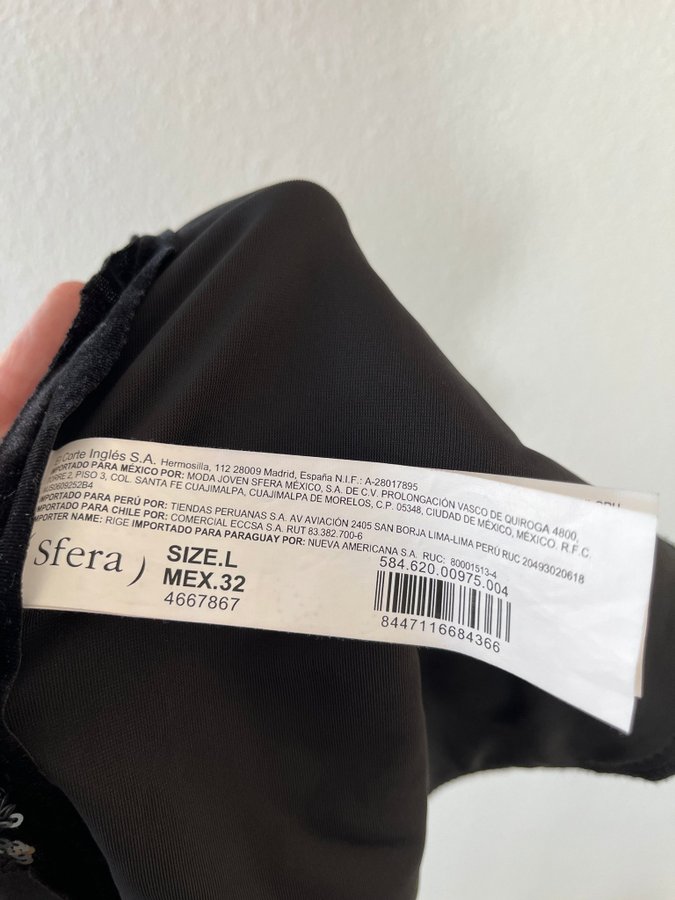 Corte Inglés S.A. Hermosilla, 112 28009 Madrid, España N.I.F.: A-28017895
IMPORTADO PARA MÉXICO POR: MODA JOVEN SFERA MÉXICO, S.A. DE C.V. PROLONGACIÓN VASCO DE QUIROGA 4800,
TORRE 2, PISO 3, COL. SANTA FE CUAJIMALPA, CUAJIMALPA DE MORELOS, C.P. 05348, CIUDAD DE MÉXICO, MÉXICO. R.F.C.
IMPORTADO PARA PERÚ POR: TIENDAS PERUANAS S.A. AV AVIACIÓN 2405 SAN BORJA LIMA-LIMA PERÚ RUC 20493020618
IMPORTADO PARA CHILE POR: COMERCIAL ECCSA S.A. RUT 83.382.700-6
IMPORTER NAME: RIGE IMPORTADO PARA PARAGUAY POR: NUEVA AMERICANA S.A. RUC: 80001513-4
(Sfera)
SIZE.L
MEX.32
4667867
584.620.00975.004
8447116684366